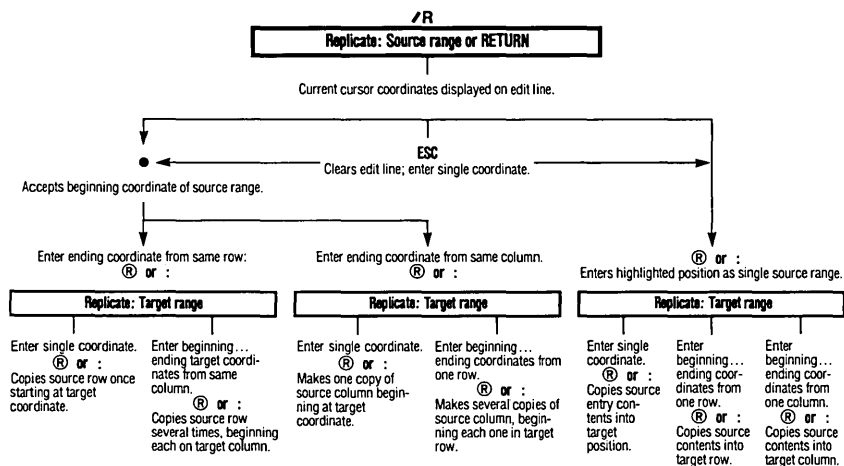 /R
Replicate: Source range or RETURN
Current cursor coordinates displayed on edit line.
ESC
Clears edit line; enter single coordinate.
Accepts beginning coordinate of source range.
Enter ending coordinate from same row:
Ⓡ or :
Replicate: Target range
Enter single coordinate.
Ⓡ or :
Copies source row once
starting at target
coordinate.
Enter beginning...
ending target coordi-
nates from same
column.
Ⓡ or :
Copies source row
several times, beginning
each on target column.
Enter ending coordinate from same column.
Ⓡ or :
Replicate: Target range
Enter single coordinate.
Ⓡ or :
Makes one copy of
source column begin-
ning at target
coordinate.
Enter beginning...
ending coordinates from
one row.
Ⓡ or :
Makes several copies of
source column, begin-
ning each one in target
row.
Ⓡ or :
Enters highlighted position as single source range.
Replicate: Target range
Enter single
coordinate.
Ⓡ or :
Copies source
entry con-
tents into
target
position.
Enter
beginning...
ending coor-
dinates from
one row.
Ⓡ or :
Copies source
contents into
target row.
Enter
beginning...
ending coor-
dinates from
one column.
Ⓡ or :
Copies source
contents into
target column.